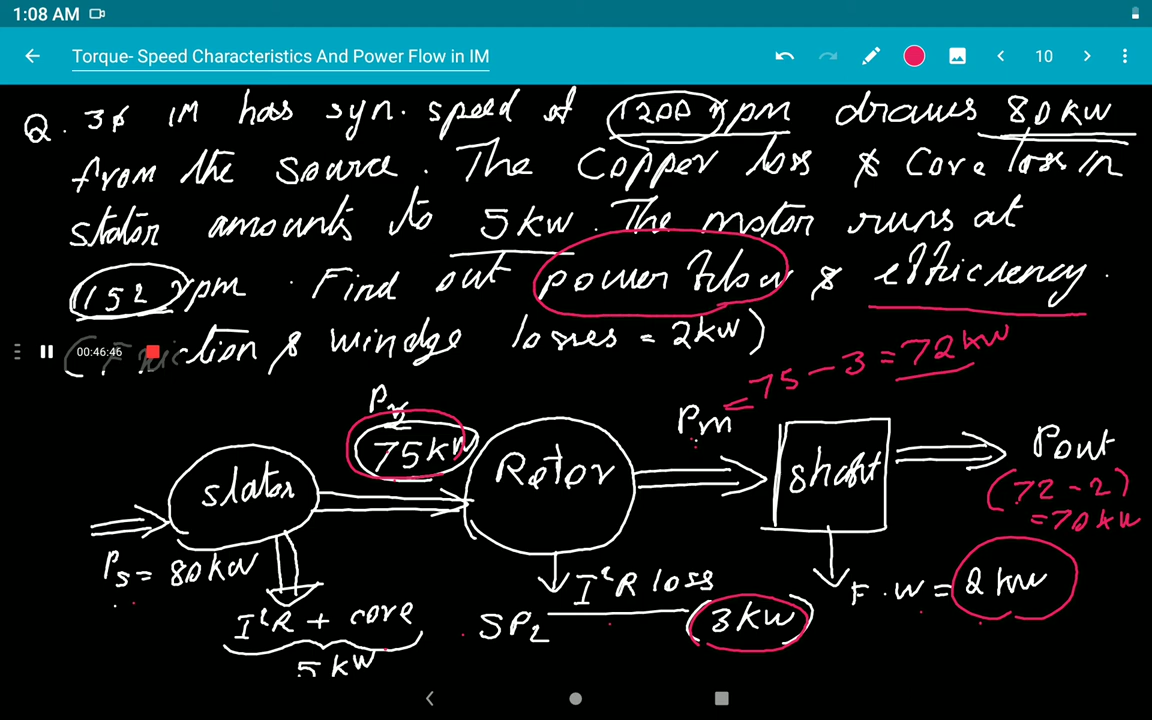 1:08 AM
Torque- Speed Characteristics And Power Flow in IM
10
Q. 3ϕ IM has syn. speed of 1200 rpm draws 80 kW
from the source. The Copper loss & Core loss in
stator amounts to 5 kW. The motor runs at
1152 rpm. Find out power flow & efficiency.
(Friction & windge losses = 2 kW)
00:46:46
= 75 - 3 = 72 kW
P2
75 kW
Pm
Stator
Rotor
Shaft
Pout
(72 - 2)
= 70 kW
Ps = 80 kW
I²R + core
5 kW
I²R loss
SP2
3 kW
F.W = 2 kW